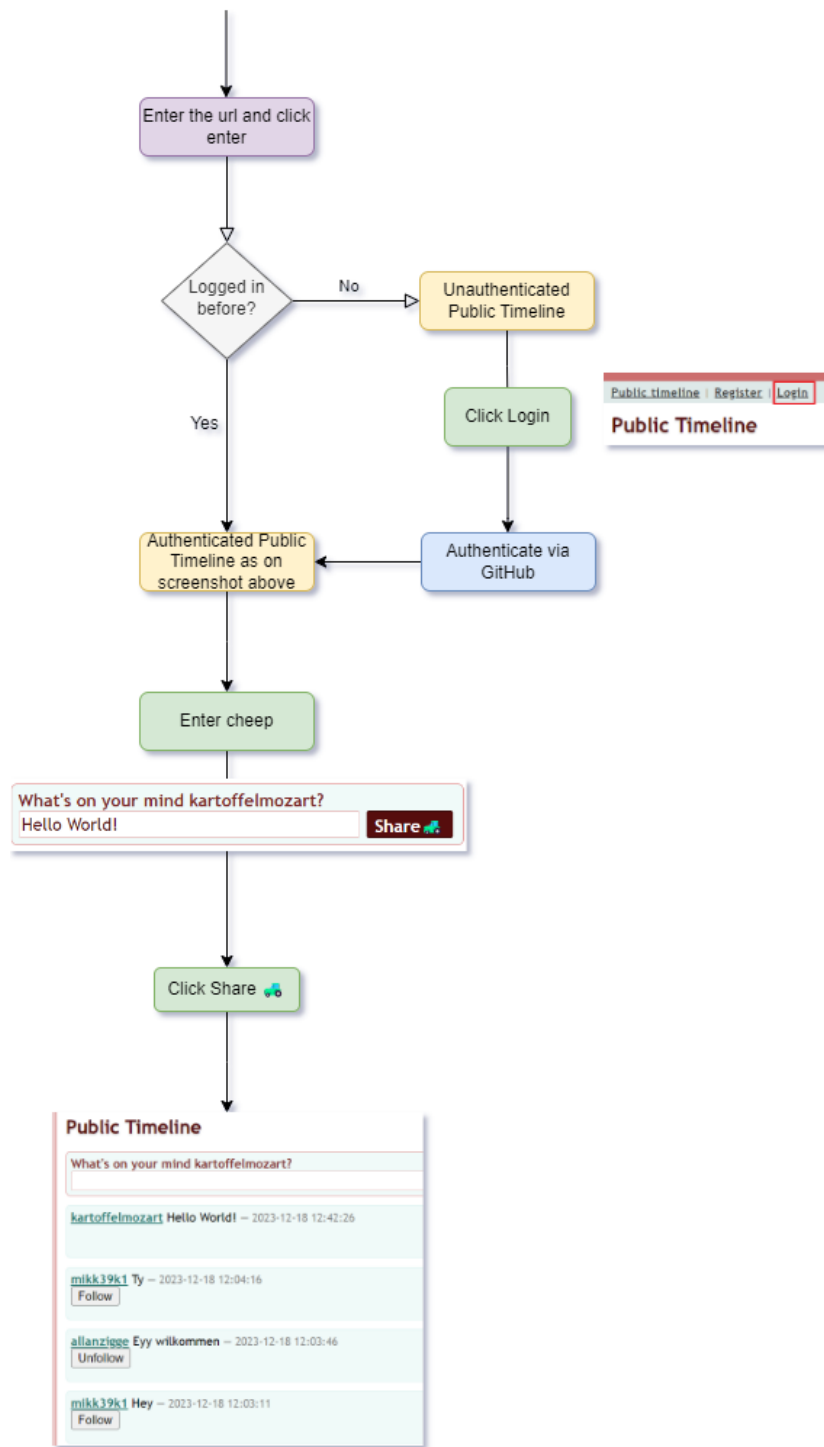 Enter the url and click
enter
Logged in
before?
No
Unauthenticated
Public Timeline
Public timeline | Register | Login
Public Timeline
Click Login
Yes
Authenticated Public
Timeline as on
screenshot above
Authenticate via
GitHub
Enter cheep
What's on your mind kartoffelmozart?
Hello World!
Share
Click Share
Public Timeline
What's on your mind kartoffelmozart?
kartoffelmozart Hello World! — 2023-12-18 12:42:26
mikk39k1 Ty — 2023-12-18 12:04:16
Follow
allanzigge Eyy wilkommen — 2023-12-18 12:03:46
Unfollow
mikk39k1 Hey — 2023-12-18 12:03:11
Follow